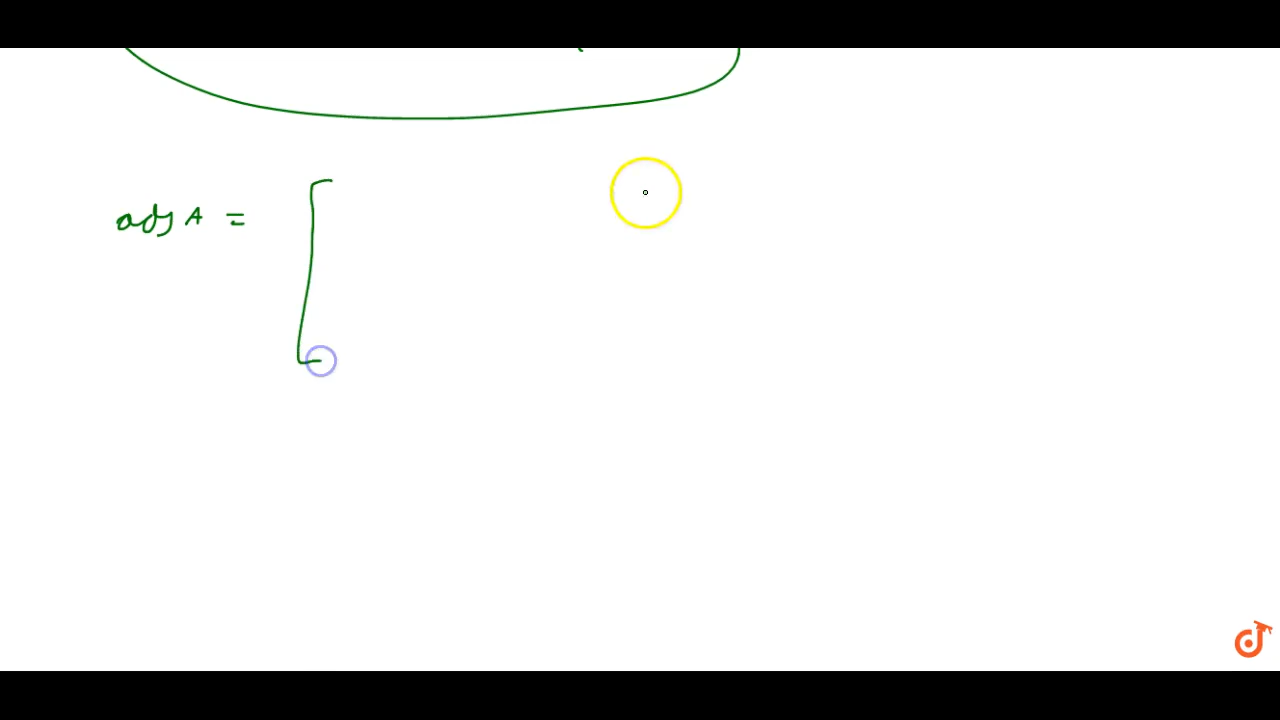 adj A = [